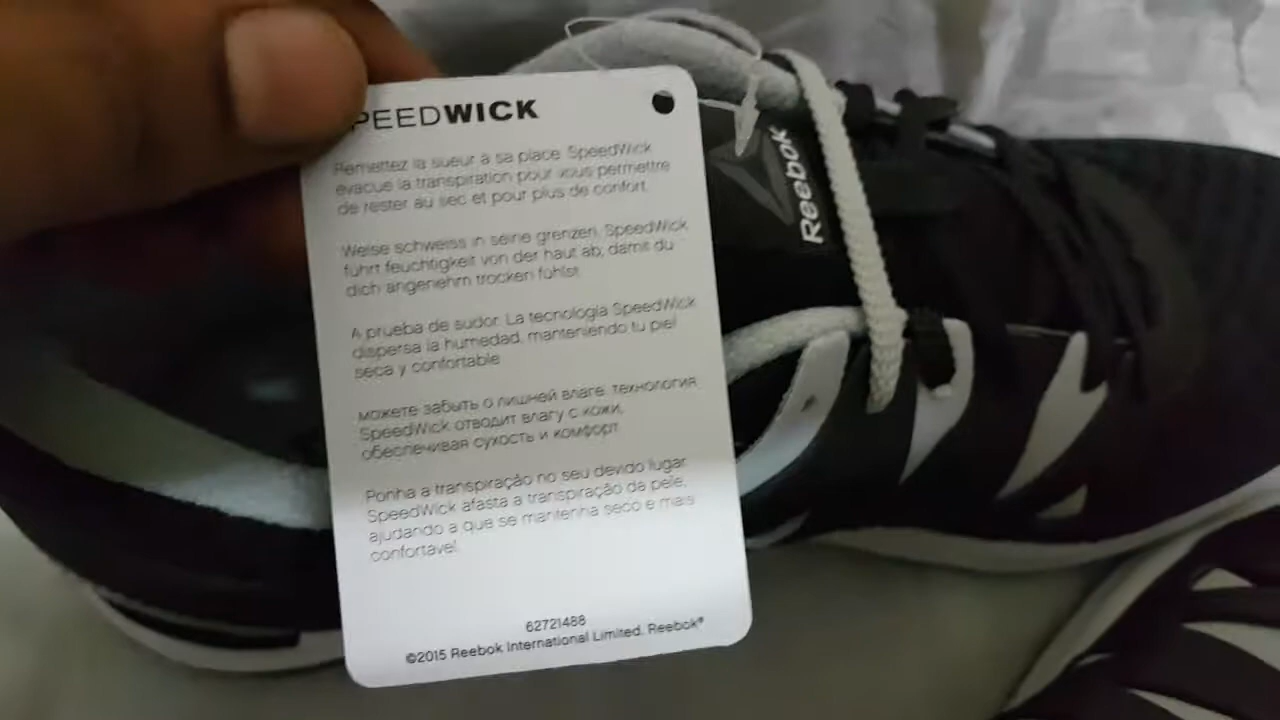 PEEDWICK
Remettez la sueur à sa place. SpeedWick
évacue la transpiration pour vous permettre
de rester au sec et pour plus de confort.
Weise schweiss in seine grenzen. SpeedWick
führt feuchtigkeit von der haut ab, damit du
dich angenehm trocken fühlst.
A prueba de sudor. La tecnología SpeedWick
dispersa la humedad, manteniendo tu piel
seca y confortable.
можете забыть о лишней влаге. технология
SpeedWick отводит влагу с кожи,
обеспечивая сухость и комфорт.
Ponha a transpiração no seu devido lugar.
SpeedWick afasta a transpiração da pele,
ajudando a que se mantenha seco e mais
confortável.
62721488
©2015 Reebok International Limited. Reebok®
Reebok